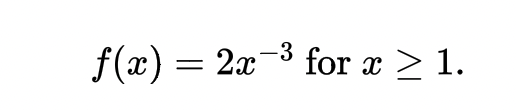 f(x) = 2x⁻³ for x ≥ 1.